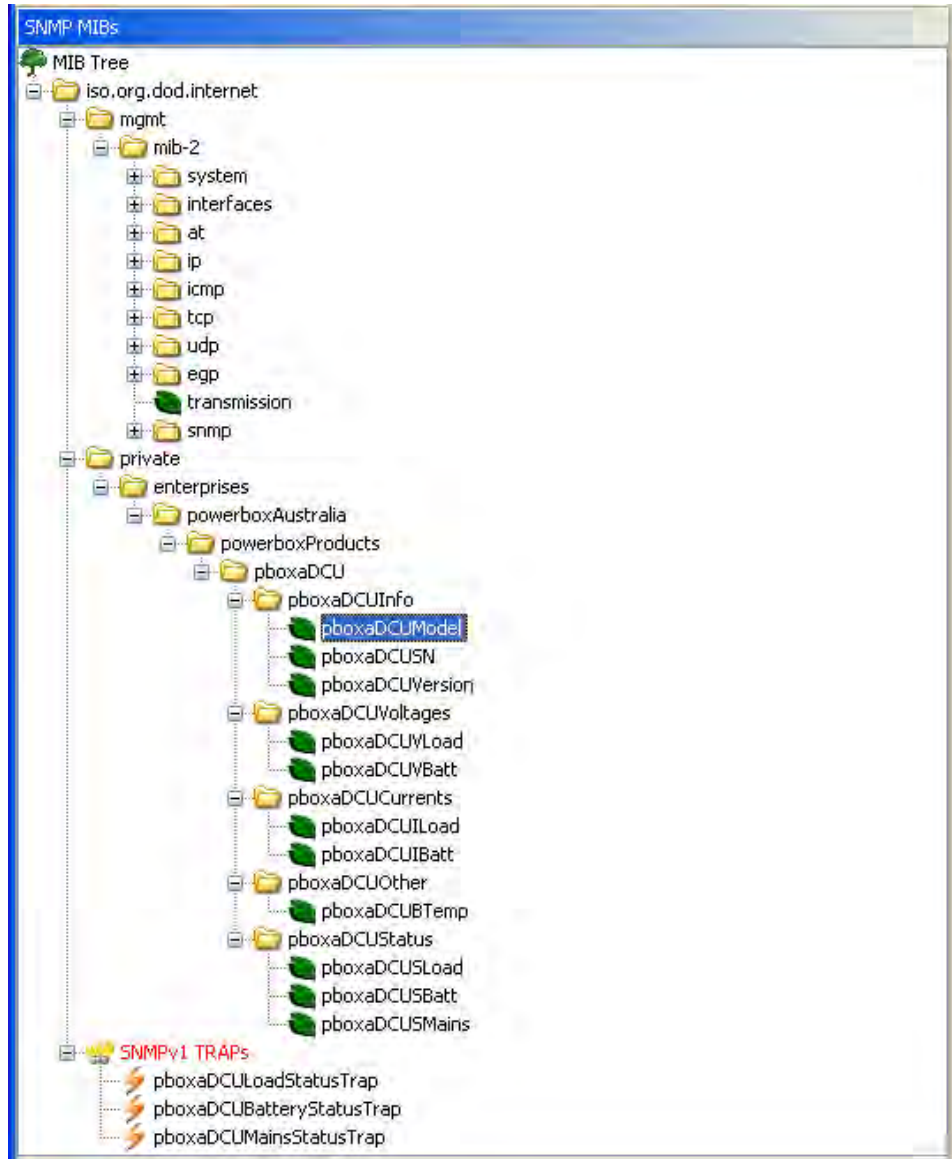 SNMP MIBs
MIB Tree
iso.org.dod.internet
mgmt
mib-2
system
interfaces
at
ip
icmp
tcp
udp
egp
transmission
snmp
private
enterprises
powerboxAustralia
powerboxProducts
pboxaDCU
pboxaDCUInfo
pboxaDCUModel
pboxaDCUSN
pboxaDCUVersion
pboxaDCUVoltages
pboxaDCUVLoad
pboxaDCUVBatt
pboxaDCUCurrents
pboxaDCUILoad
pboxaDCUIBatt
pboxaDCUOther
pboxaDCUBTemp
pboxaDCUStatus
pboxaDCUSLoad
pboxaDCUSBatt
pboxaDCUSMains
SNMPv1 TRAPs
pboxaDCULoadStatusTrap
pboxaDCUBatteryStatusTrap
pboxaDCUMainsStatusTrap